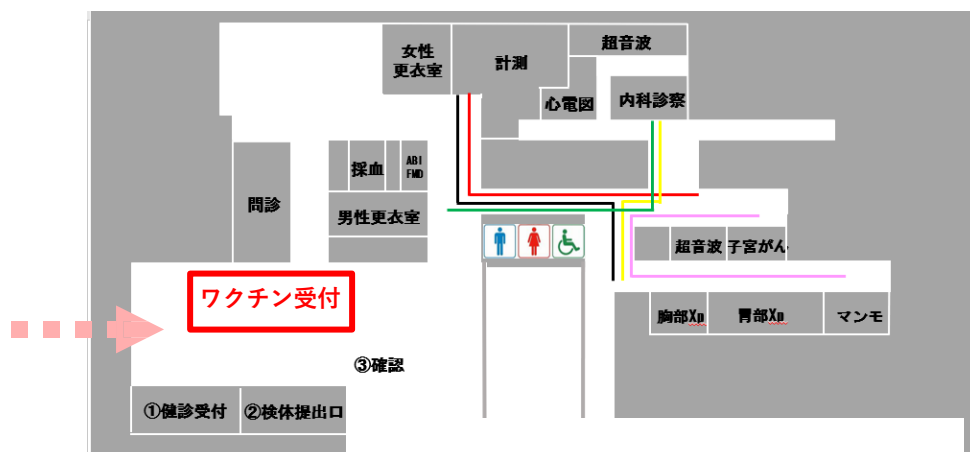 女性
更衣室
計測
超音波
心電図
内科診察
採血
ABI
FMD
問診
男性更衣室
超音波
子宮がん
ワクチン受付
胸部Xp
胃部Xp
マンモ
③確認
①健診受付
②検体提出口